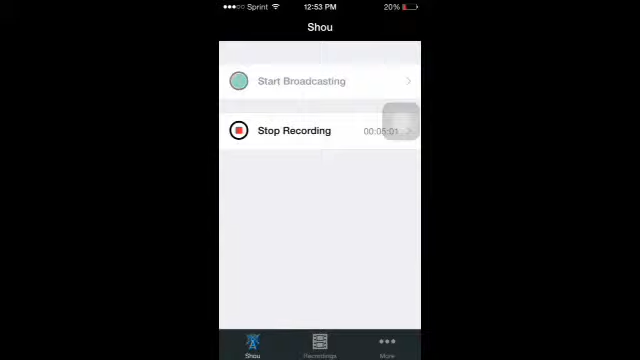 Sprint 12:53 PM 20%
Shou
Start Broadcasting
Stop Recording 00:05:01
Shou Recordings More